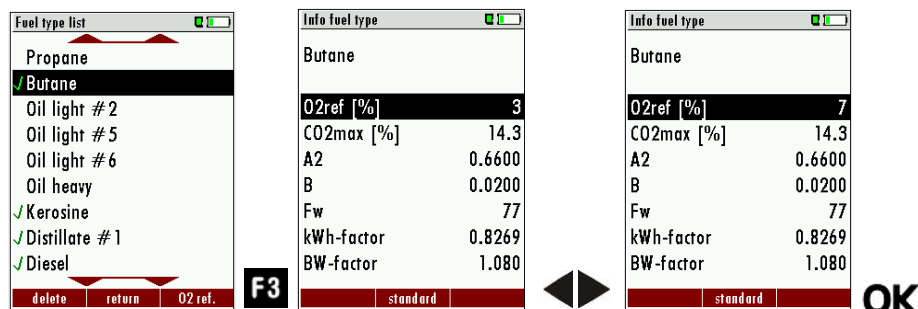 Fuel type list
Propane
Butane
Oil light #2
Oil light #5
Oil light #6
Oil heavy
Kerosine
Distillate #1
Diesel
delete return O2 ref.
F3
Info fuel type
Butane
O2ref [%] 3
CO2max [%] 14.3
A2 0.6600
B 0.0200
Fw 77
kWh-factor 0.8269
BW-factor 1.080
standard
Info fuel type
Butane
O2ref [%] 7
CO2max [%] 14.3
A2 0.6600
B 0.0200
Fw 77
kWh-factor 0.8269
BW-factor 1.080
standard
OK